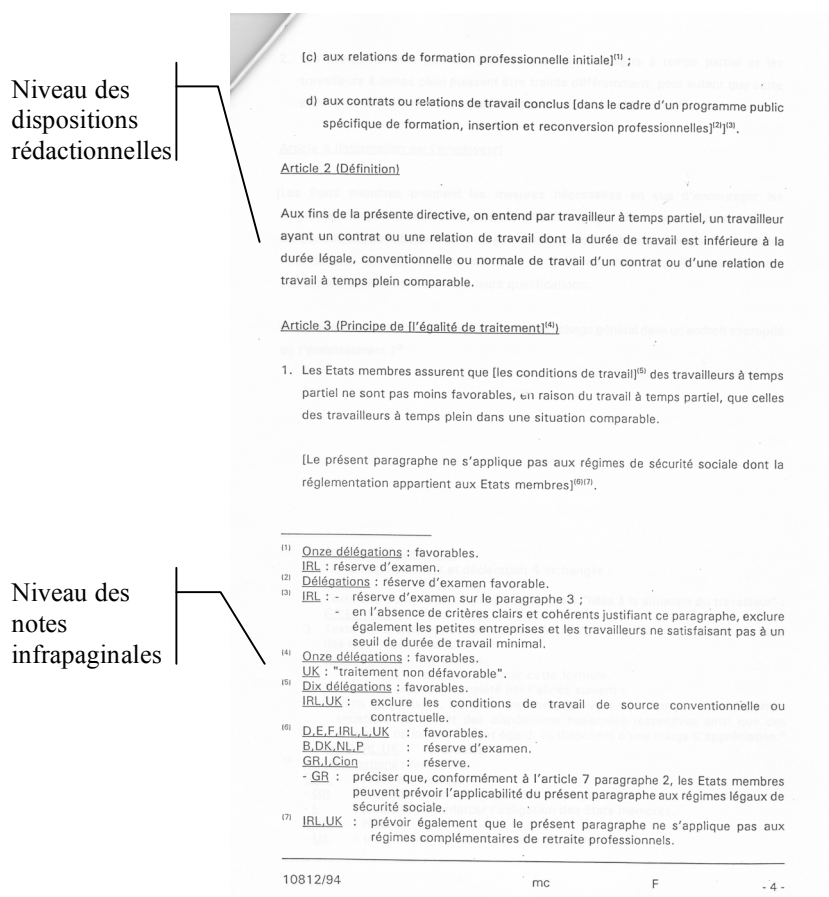 [c) aux relations de formation professionnelle initiale](1) ;
Niveau des
dispositions
rédactionnelles
d) aux contrats ou relations de travail conclus [dans le cadre d'un programme public
spécifique de formation, insertion et reconversion professionnelles](2)](3).
Article 2 (Définition)
Aux fins de la présente directive, on entend par travailleur à temps partiel, un travailleur
ayant un contrat ou une relation de travail dont la durée de travail est inférieure à la
durée légale, conventionnelle ou normale de travail d'un contrat ou d'une relation de
travail à temps plein comparable.
Article 3 (Principe de [l'égalité de traitement](4))
1. Les Etats membres assurent que [les conditions de travail](5) des travailleurs à temps
partiel ne sont pas moins favorables, en raison du travail à temps partiel, que celles
des travailleurs à temps plein dans une situation comparable.
[Le présent paragraphe ne s'applique pas aux régimes de sécurité sociale dont la
réglementation appartient aux Etats membres](6)(7).
Niveau des
notes
infrapaginales
(1) Onze délégations : favorables.
IRL : réserve d'examen.
(2) Délégations : réserve d'examen favorable.
(3) IRL : - réserve d'examen sur le paragraphe 3 ;
- en l'absence de critères clairs et cohérents justifiant ce paragraphe, exclure
également les petites entreprises et les travailleurs ne satisfaisant pas à un
seuil de durée de travail minimal.
(4) Onze délégations : favorables.
UK : "traitement non défavorable".
(5) Dix délégations : favorables.
IRL,UK : exclure les conditions de travail de source conventionnelle ou
contractuelle.
(6) D,E,F,IRL,L,UK : favorables.
B,DK,NL,P : réserve d'examen.
GR,I,Cion : réserve.
- GR : préciser que, conformément à l'article 7 paragraphe 2, les Etats membres
peuvent prévoir l'applicabilité du présent paragraphe aux régimes légaux de
sécurité sociale.
(7) IRL,UK : prévoir également que le présent paragraphe ne s'applique pas aux
régimes complémentaires de retraite professionnels.
10812/94 mc F - 4 -